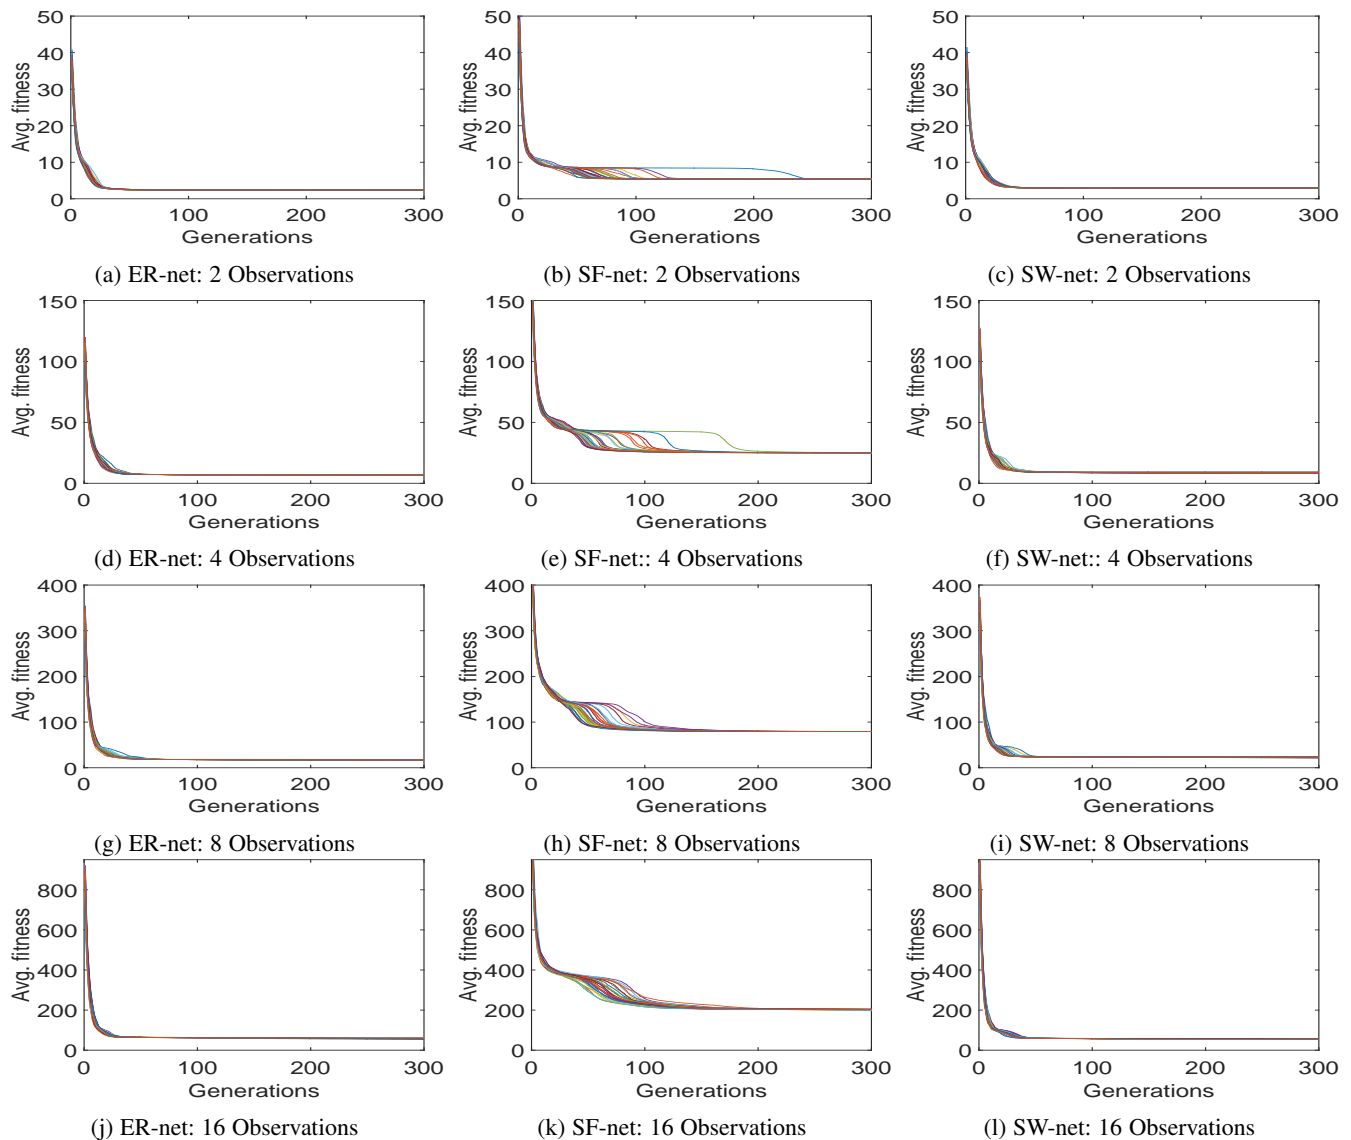 50
40
30
20
10
0
Avg. fitness
0 100 200 300
Generations
(a) ER-net: 2 Observations
50
40
30
20
10
0
Avg. fitness
0 100 200 300
Generations
(b) SF-net: 2 Observations
50
40
30
20
10
0
Avg. fitness
0 100 200 300
Generations
(c) SW-net: 2 Observations
150
100
50
0
Avg. fitness
0 100 200 300
Generations
(d) ER-net: 4 Observations
150
100
50
0
Avg. fitness
0 100 200 300
Generations
(e) SF-net:: 4 Observations
150
100
50
0
Avg. fitness
0 100 200 300
Generations
(f) SW-net:: 4 Observations
400
300
200
100
0
Avg. fitness
0 100 200 300
Generations
(g) ER-net: 8 Observations
400
300
200
100
0
Avg. fitness
0 100 200 300
Generations
(h) SF-net: 8 Observations
400
300
200
100
0
Avg. fitness
0 100 200 300
Generations
(i) SW-net: 8 Observations
800
600
400
200
0
Avg. fitness
0 100 200 300
Generations
(j) ER-net: 16 Observations
800
600
400
200
0
Avg. fitness
0 100 200 300
Generations
(k) SF-net: 16 Observations
800
600
400
200
0
Avg. fitness
0 100 200 300
Generations
(l) SW-net: 16 Observations